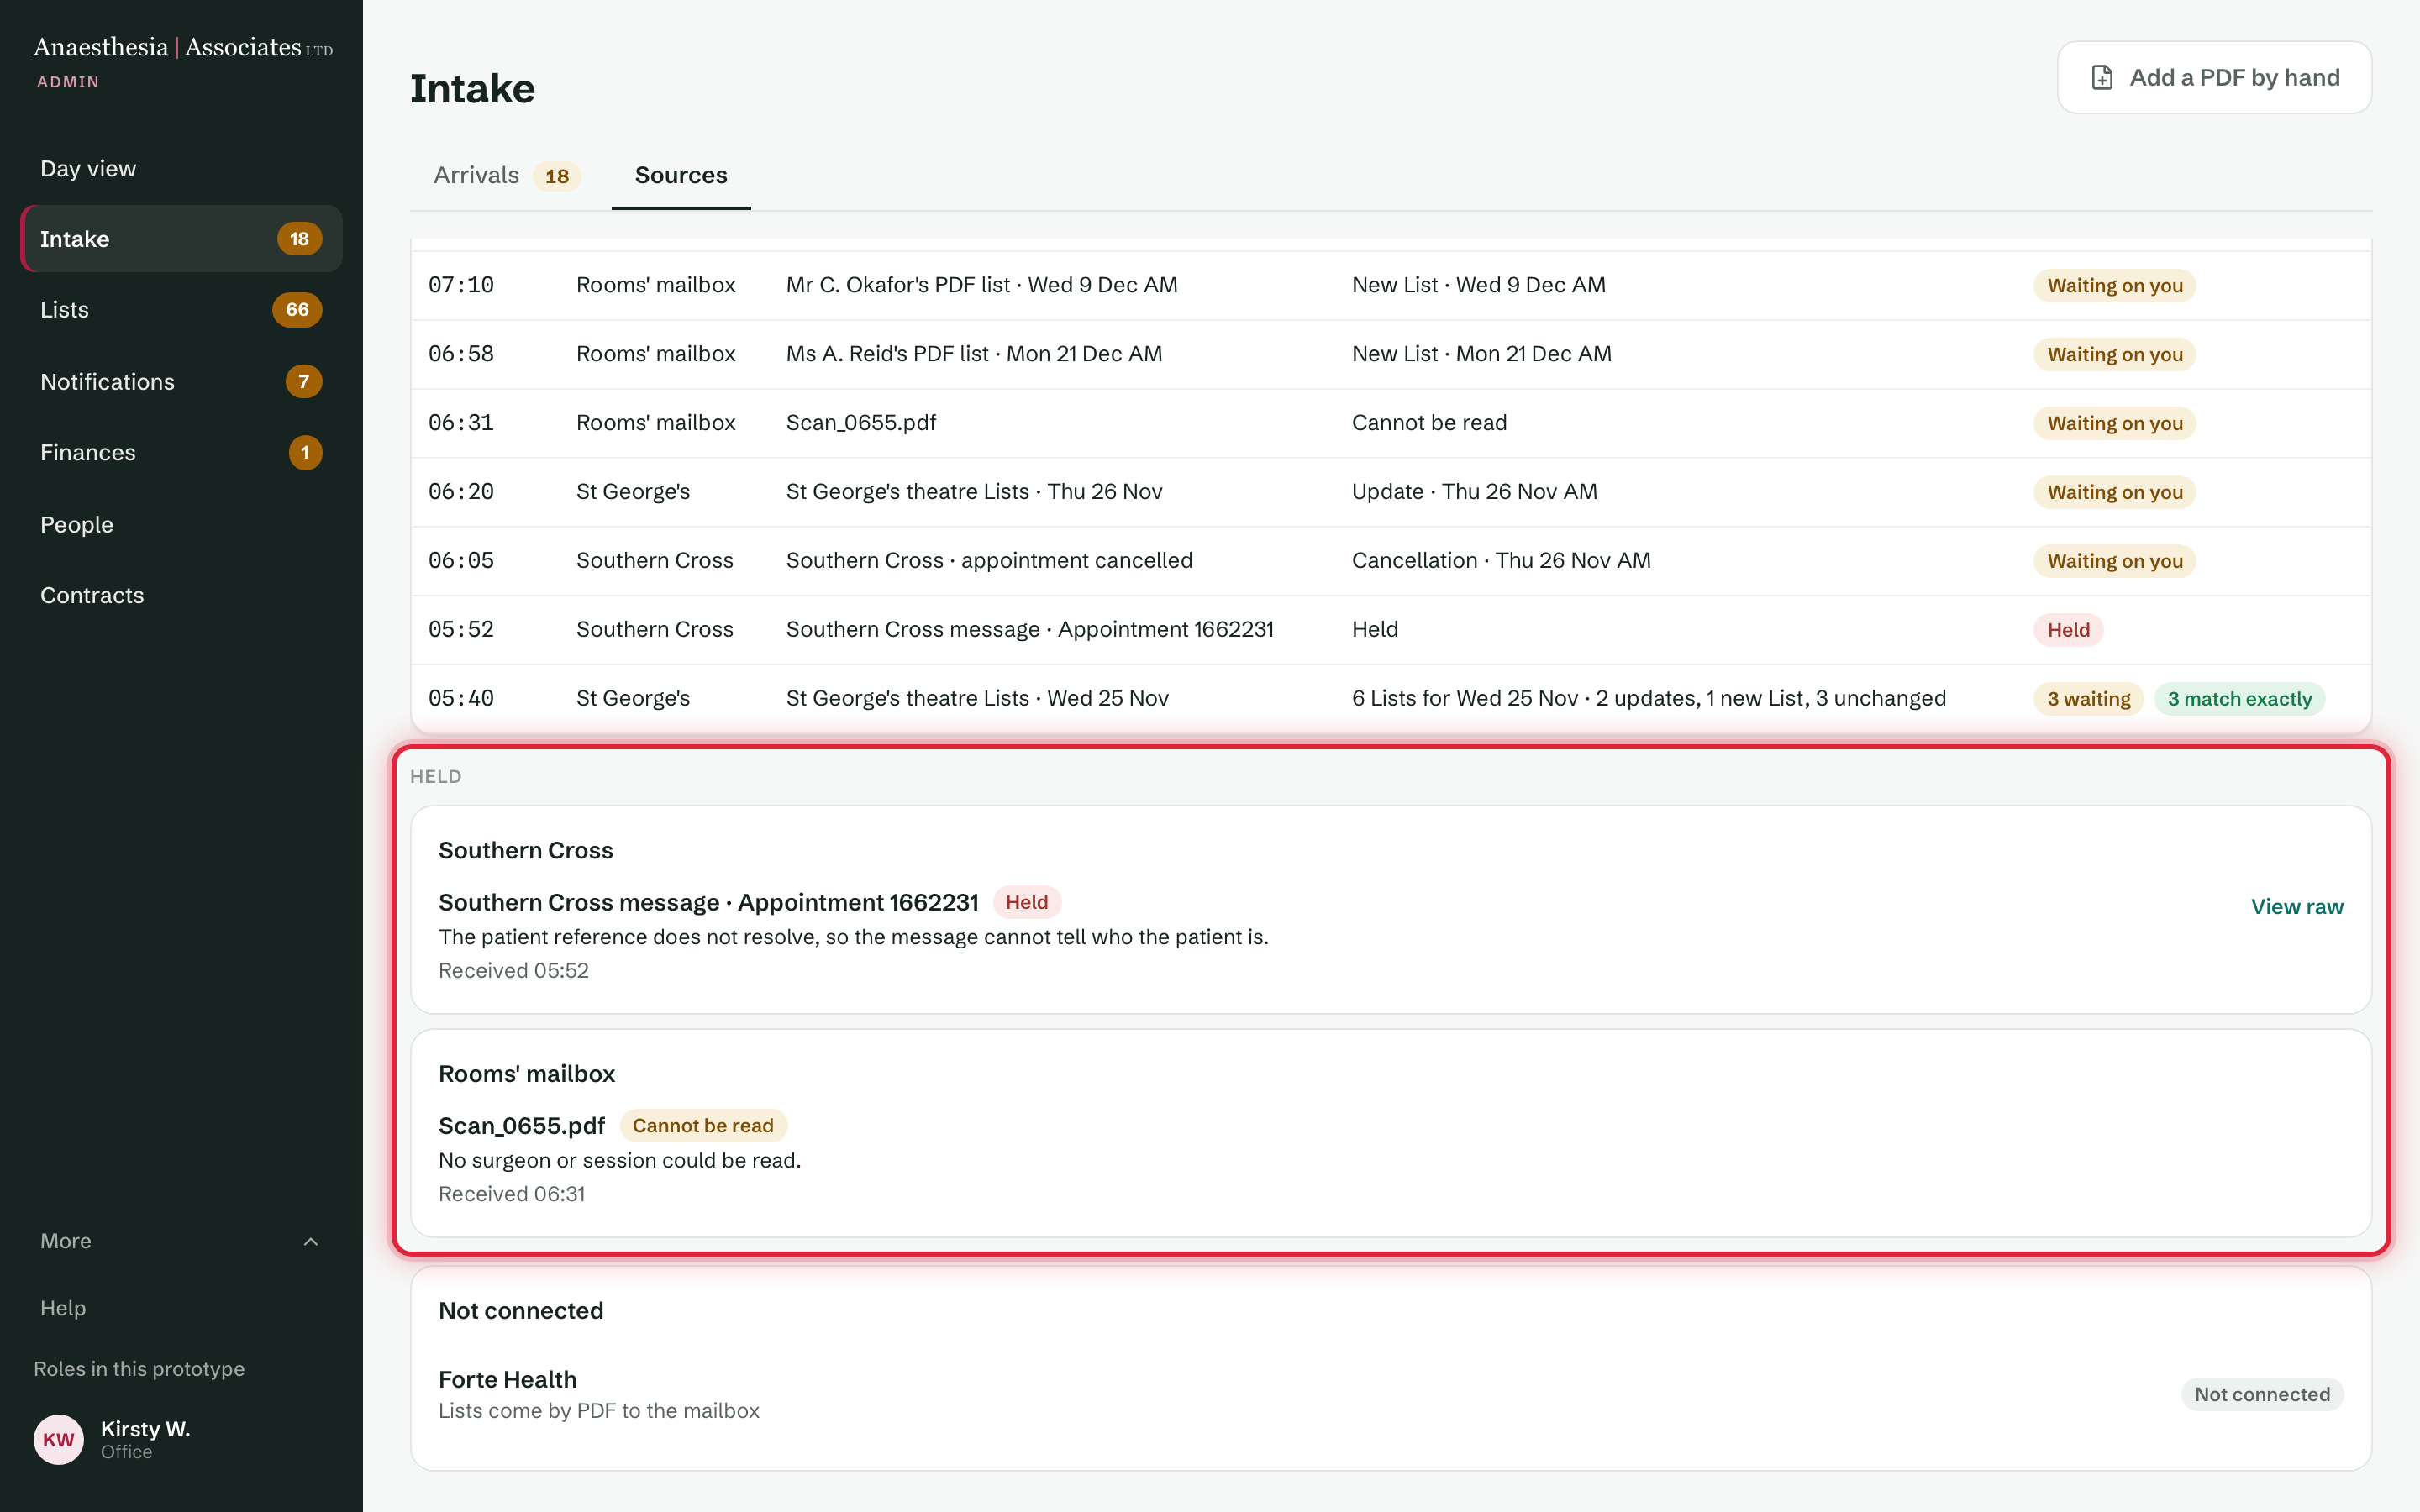 Anaesthesia | Associates LTD
ADMIN
Day view
Intake 18
Lists 66
Notifications 7
Finances 1
People
Contracts
More
Help
Roles in this prototype
KW
Kirsty W.
Office
Intake
Add a PDF by hand
Arrivals 18
Sources
07:10 Rooms' mailbox Mr C. Okafor's PDF list · Wed 9 Dec AM New List · Wed 9 Dec AM Waiting on you
06:58 Rooms' mailbox Ms A. Reid's PDF list · Mon 21 Dec AM New List · Mon 21 Dec AM Waiting on you
06:31 Rooms' mailbox Scan_0655.pdf Cannot be read Waiting on you
06:20 St George's St George's theatre Lists · Thu 26 Nov Update · Thu 26 Nov AM Waiting on you
06:05 Southern Cross Southern Cross · appointment cancelled Cancellation · Thu 26 Nov AM Waiting on you
05:52 Southern Cross Southern Cross message · Appointment 1662231 Held Held
05:40 St George's St George's theatre Lists · Wed 25 Nov 6 Lists for Wed 25 Nov · 2 updates, 1 new List, 3 unchanged 3 waiting 3 match exactly
HELD
Southern Cross
Southern Cross message · Appointment 1662231 Held
View raw
The patient reference does not resolve, so the message cannot tell who the patient is.
Received 05:52
Rooms' mailbox
Scan_0655.pdf Cannot be read
No surgeon or session could be read.
Received 06:31
Not connected
Forte Health
Lists come by PDF to the mailbox
Not connected